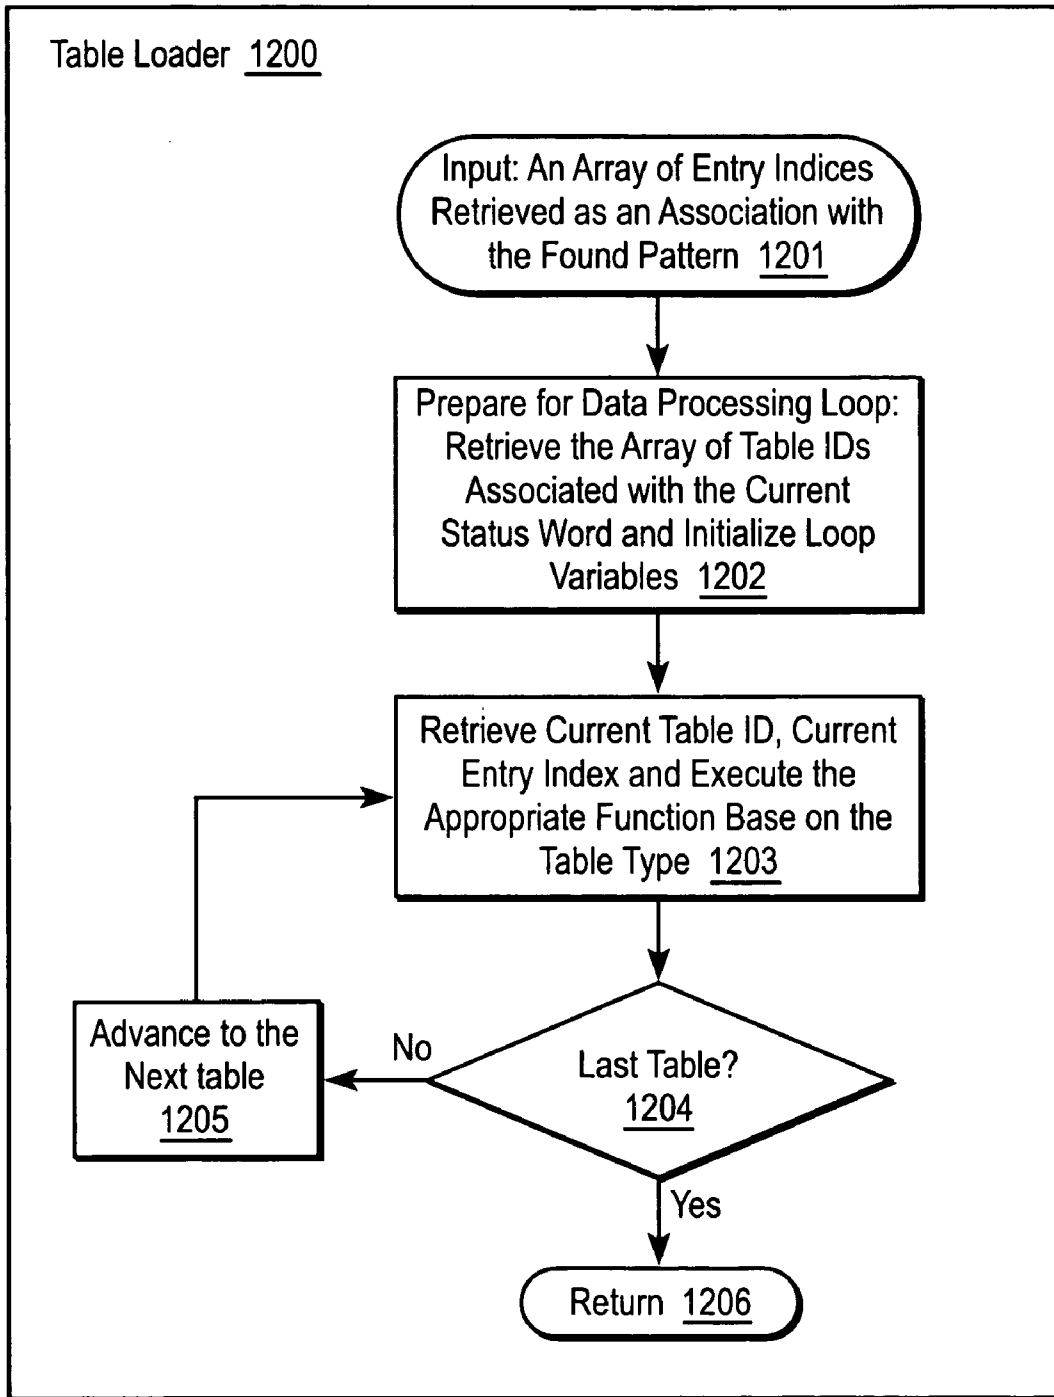 Table Loader 1200
Input: An Array of Entry Indices
Retrieved as an Association with
the Found Pattern 1201
Prepare for Data Processing Loop:
Retrieve the Array of Table IDs
Associated with the Current
Status Word and Initialize Loop
Variables 1202
Retrieve Current Table ID, Current
Entry Index and Execute the
Appropriate Function Base on the
Table Type 1203
Last Table?
1204
No
Advance to the
Next table
1205
Yes
Return 1206